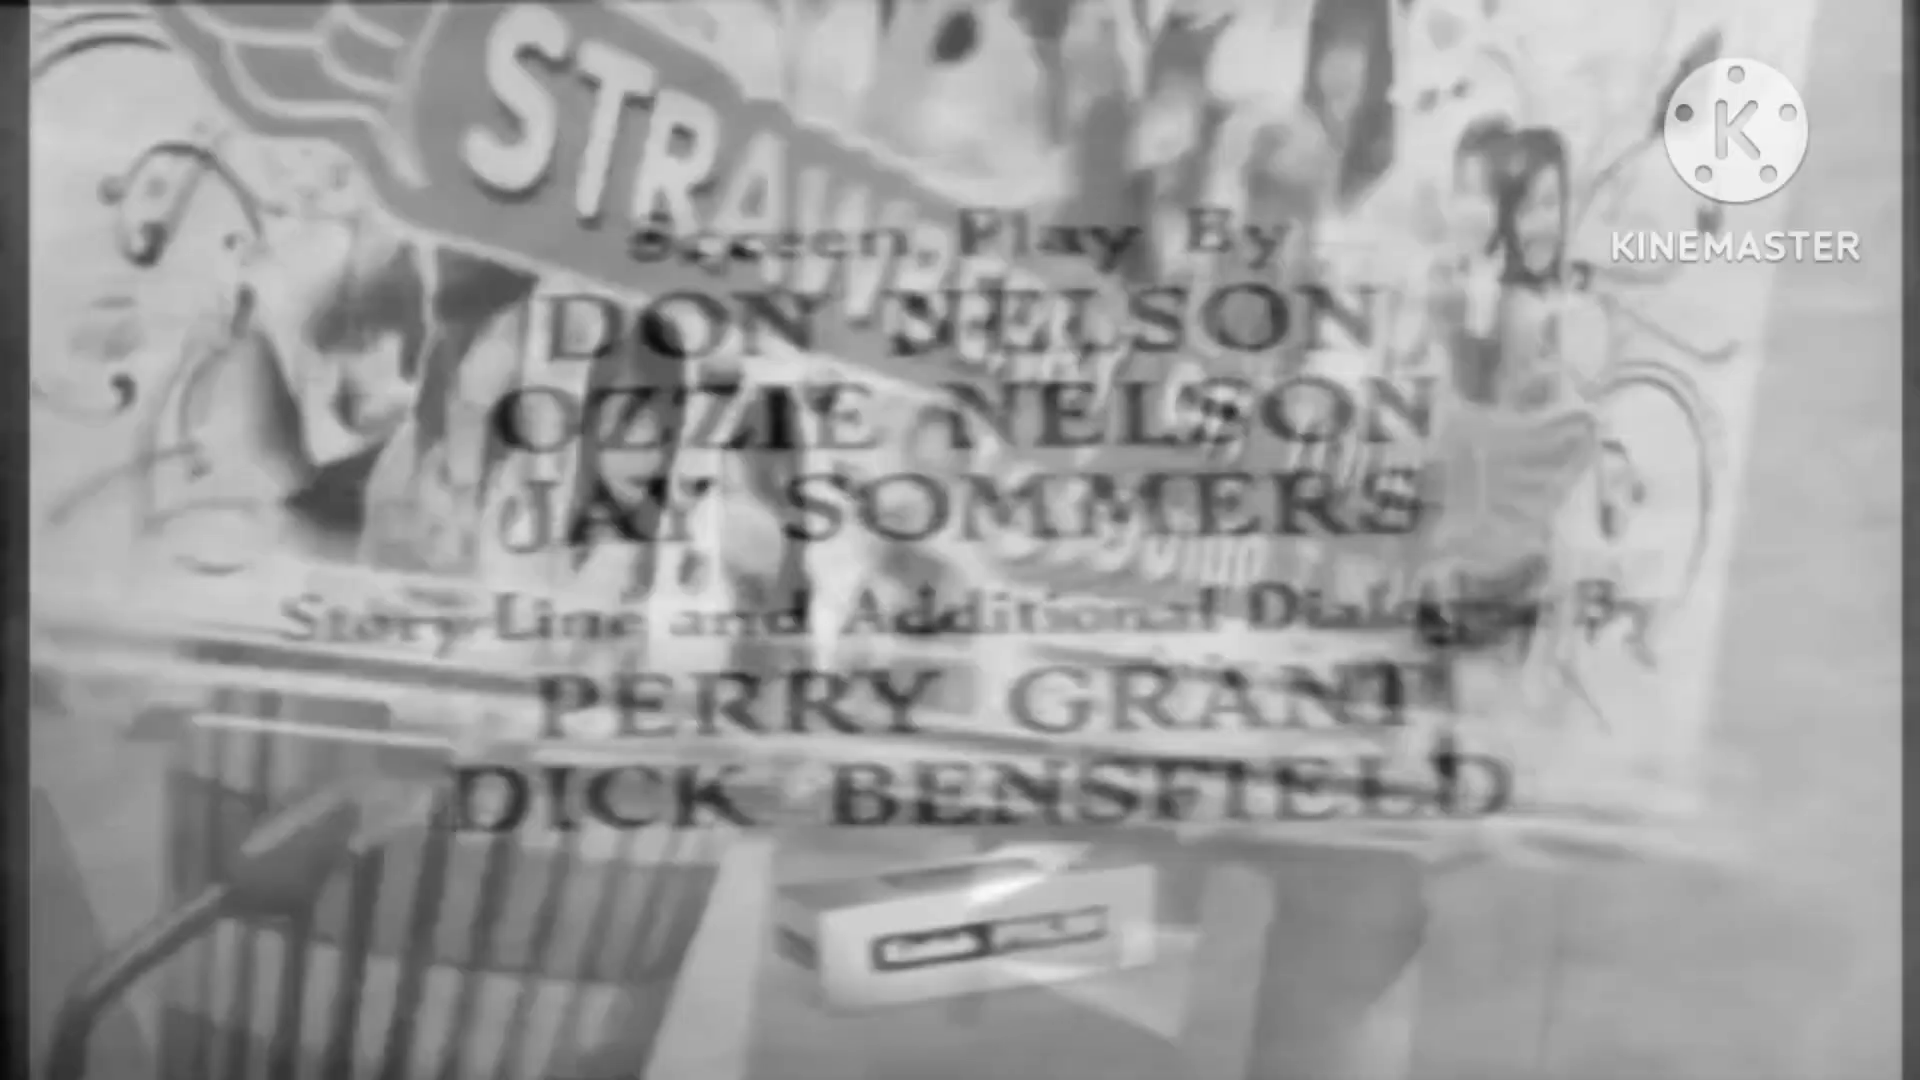 STRAWBE
K
KINEMASTER
Screen Play By
DON NELSON
OZZIE NELSON
JAY SOMMERS
Story-Line and Additional Dialogue By
PERRY GRANT
DICK BENSFIELD